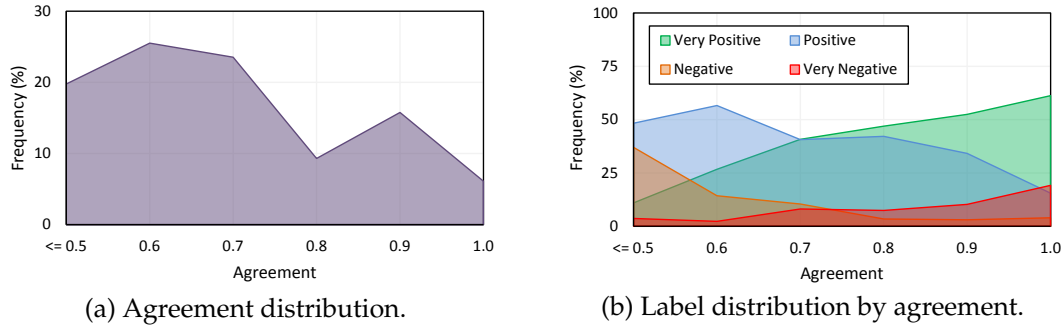 30
20
10
0
Frequency (%)
<= 0.5 0.6 0.7 0.8 0.9 1.0
Agreement
(a) Agreement distribution.
100
75
50
25
0
Frequency (%)
Very Positive Positive
Negative Very Negative
<= 0.5 0.6 0.7 0.8 0.9 1.0
Agreement
(b) Label distribution by agreement.